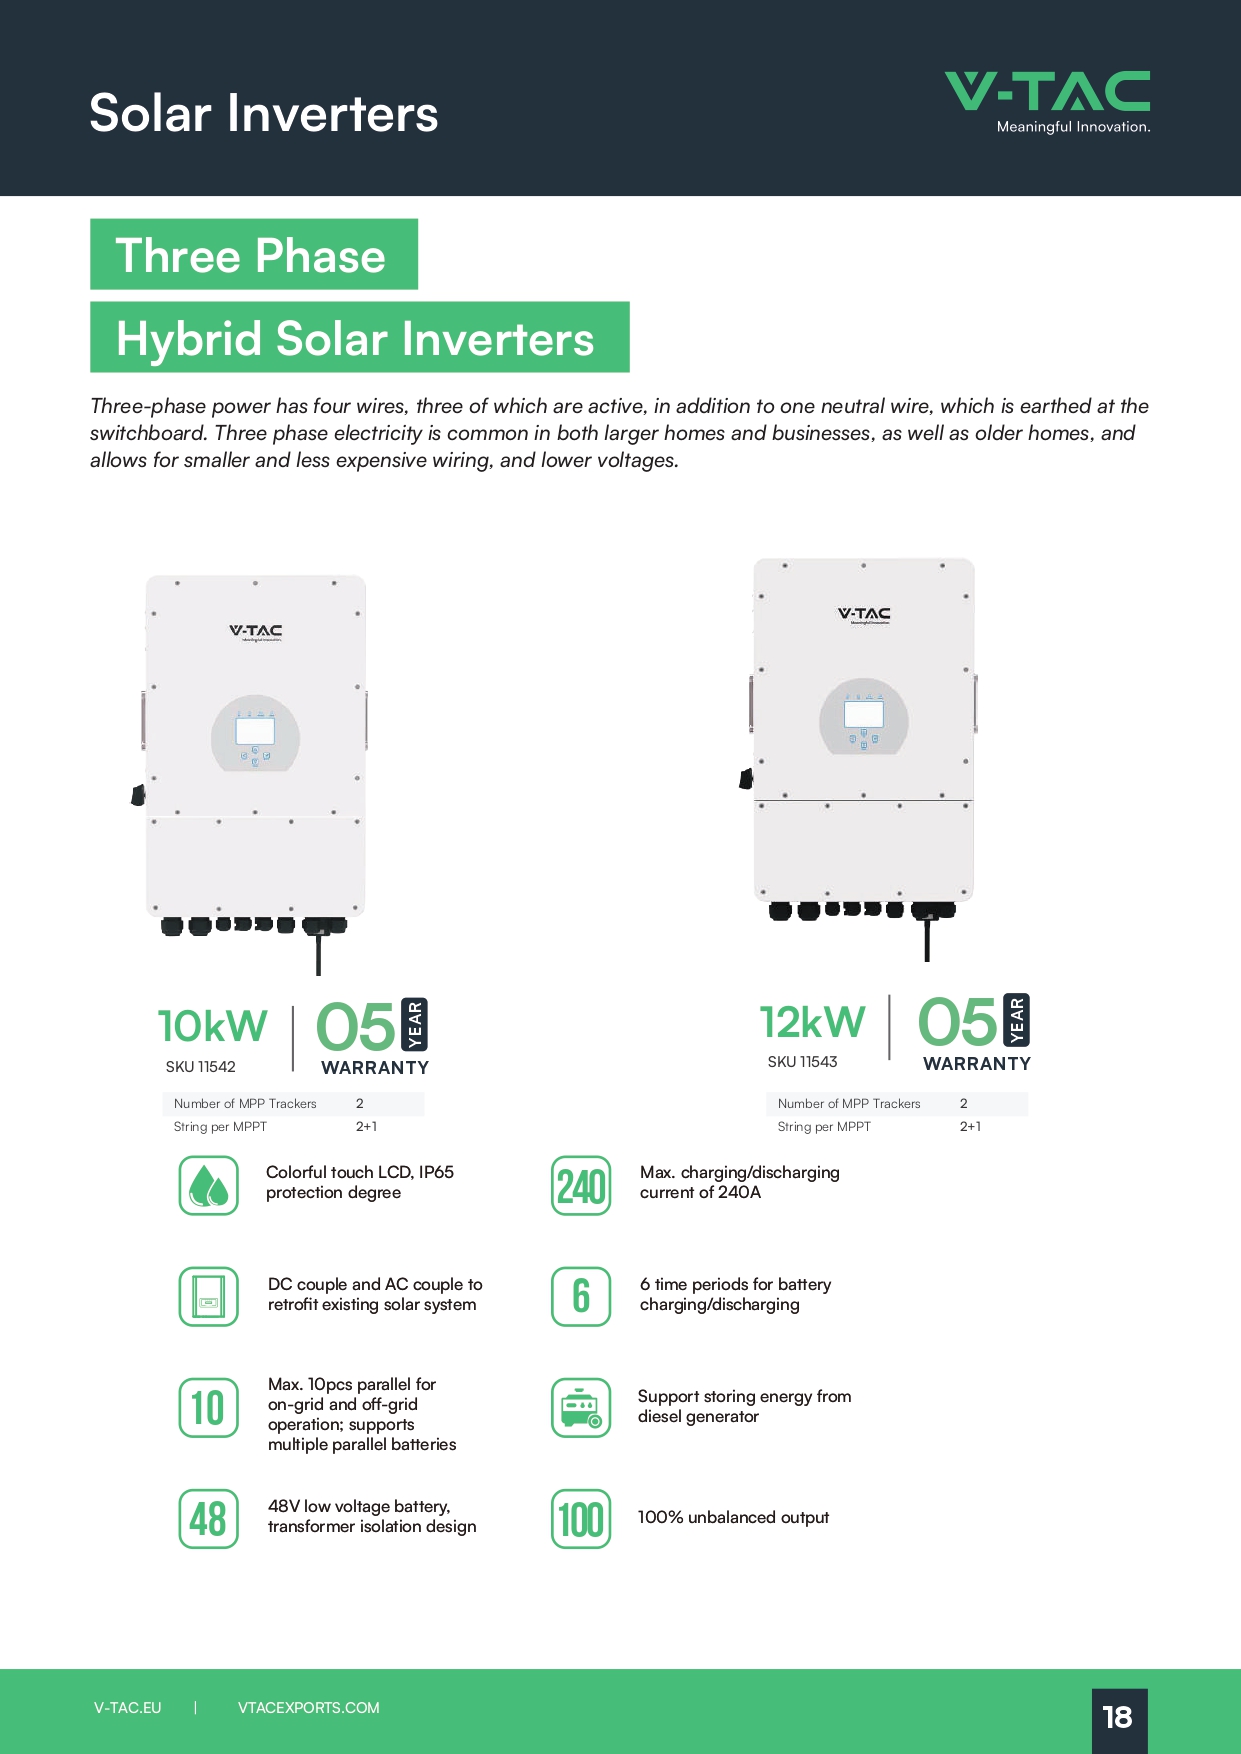 Solar Inverters
V-TAC
Meaningful Innovation.
Three Phase
Hybrid Solar Inverters
Three-phase power has four wires, three of which are active, in addition to one neutral wire, which is earthed at the
switchboard. Three phase electricity is common in both larger homes and businesses, as well as older homes, and
allows for smaller and less expensive wiring, and lower voltages.
V-TAC
Meaningful Innovation.
V-TAC
Meaningful Innovation.
10kW
SKU 11542
05 YEAR
WARRANTY
Number of MPP Trackers 2
String per MPPT 2+1
12kW
SKU 11543
05 YEAR
WARRANTY
Number of MPP Trackers 2
String per MPPT 2+1
Colorful touch LCD, IP65
protection degree
240
Max. charging/discharging
current of 240A
DC couple and AC couple to
retrofit existing solar system
6
6 time periods for battery
charging/discharging
10
Max. 10pcs parallel for
on-grid and off-grid
operation; supports
multiple parallel batteries
Support storing energy from
diesel generator
48
48V low voltage battery,
transformer isolation design
100
100% unbalanced output
V-TAC.EU | VTACEXPORTS.COM
18